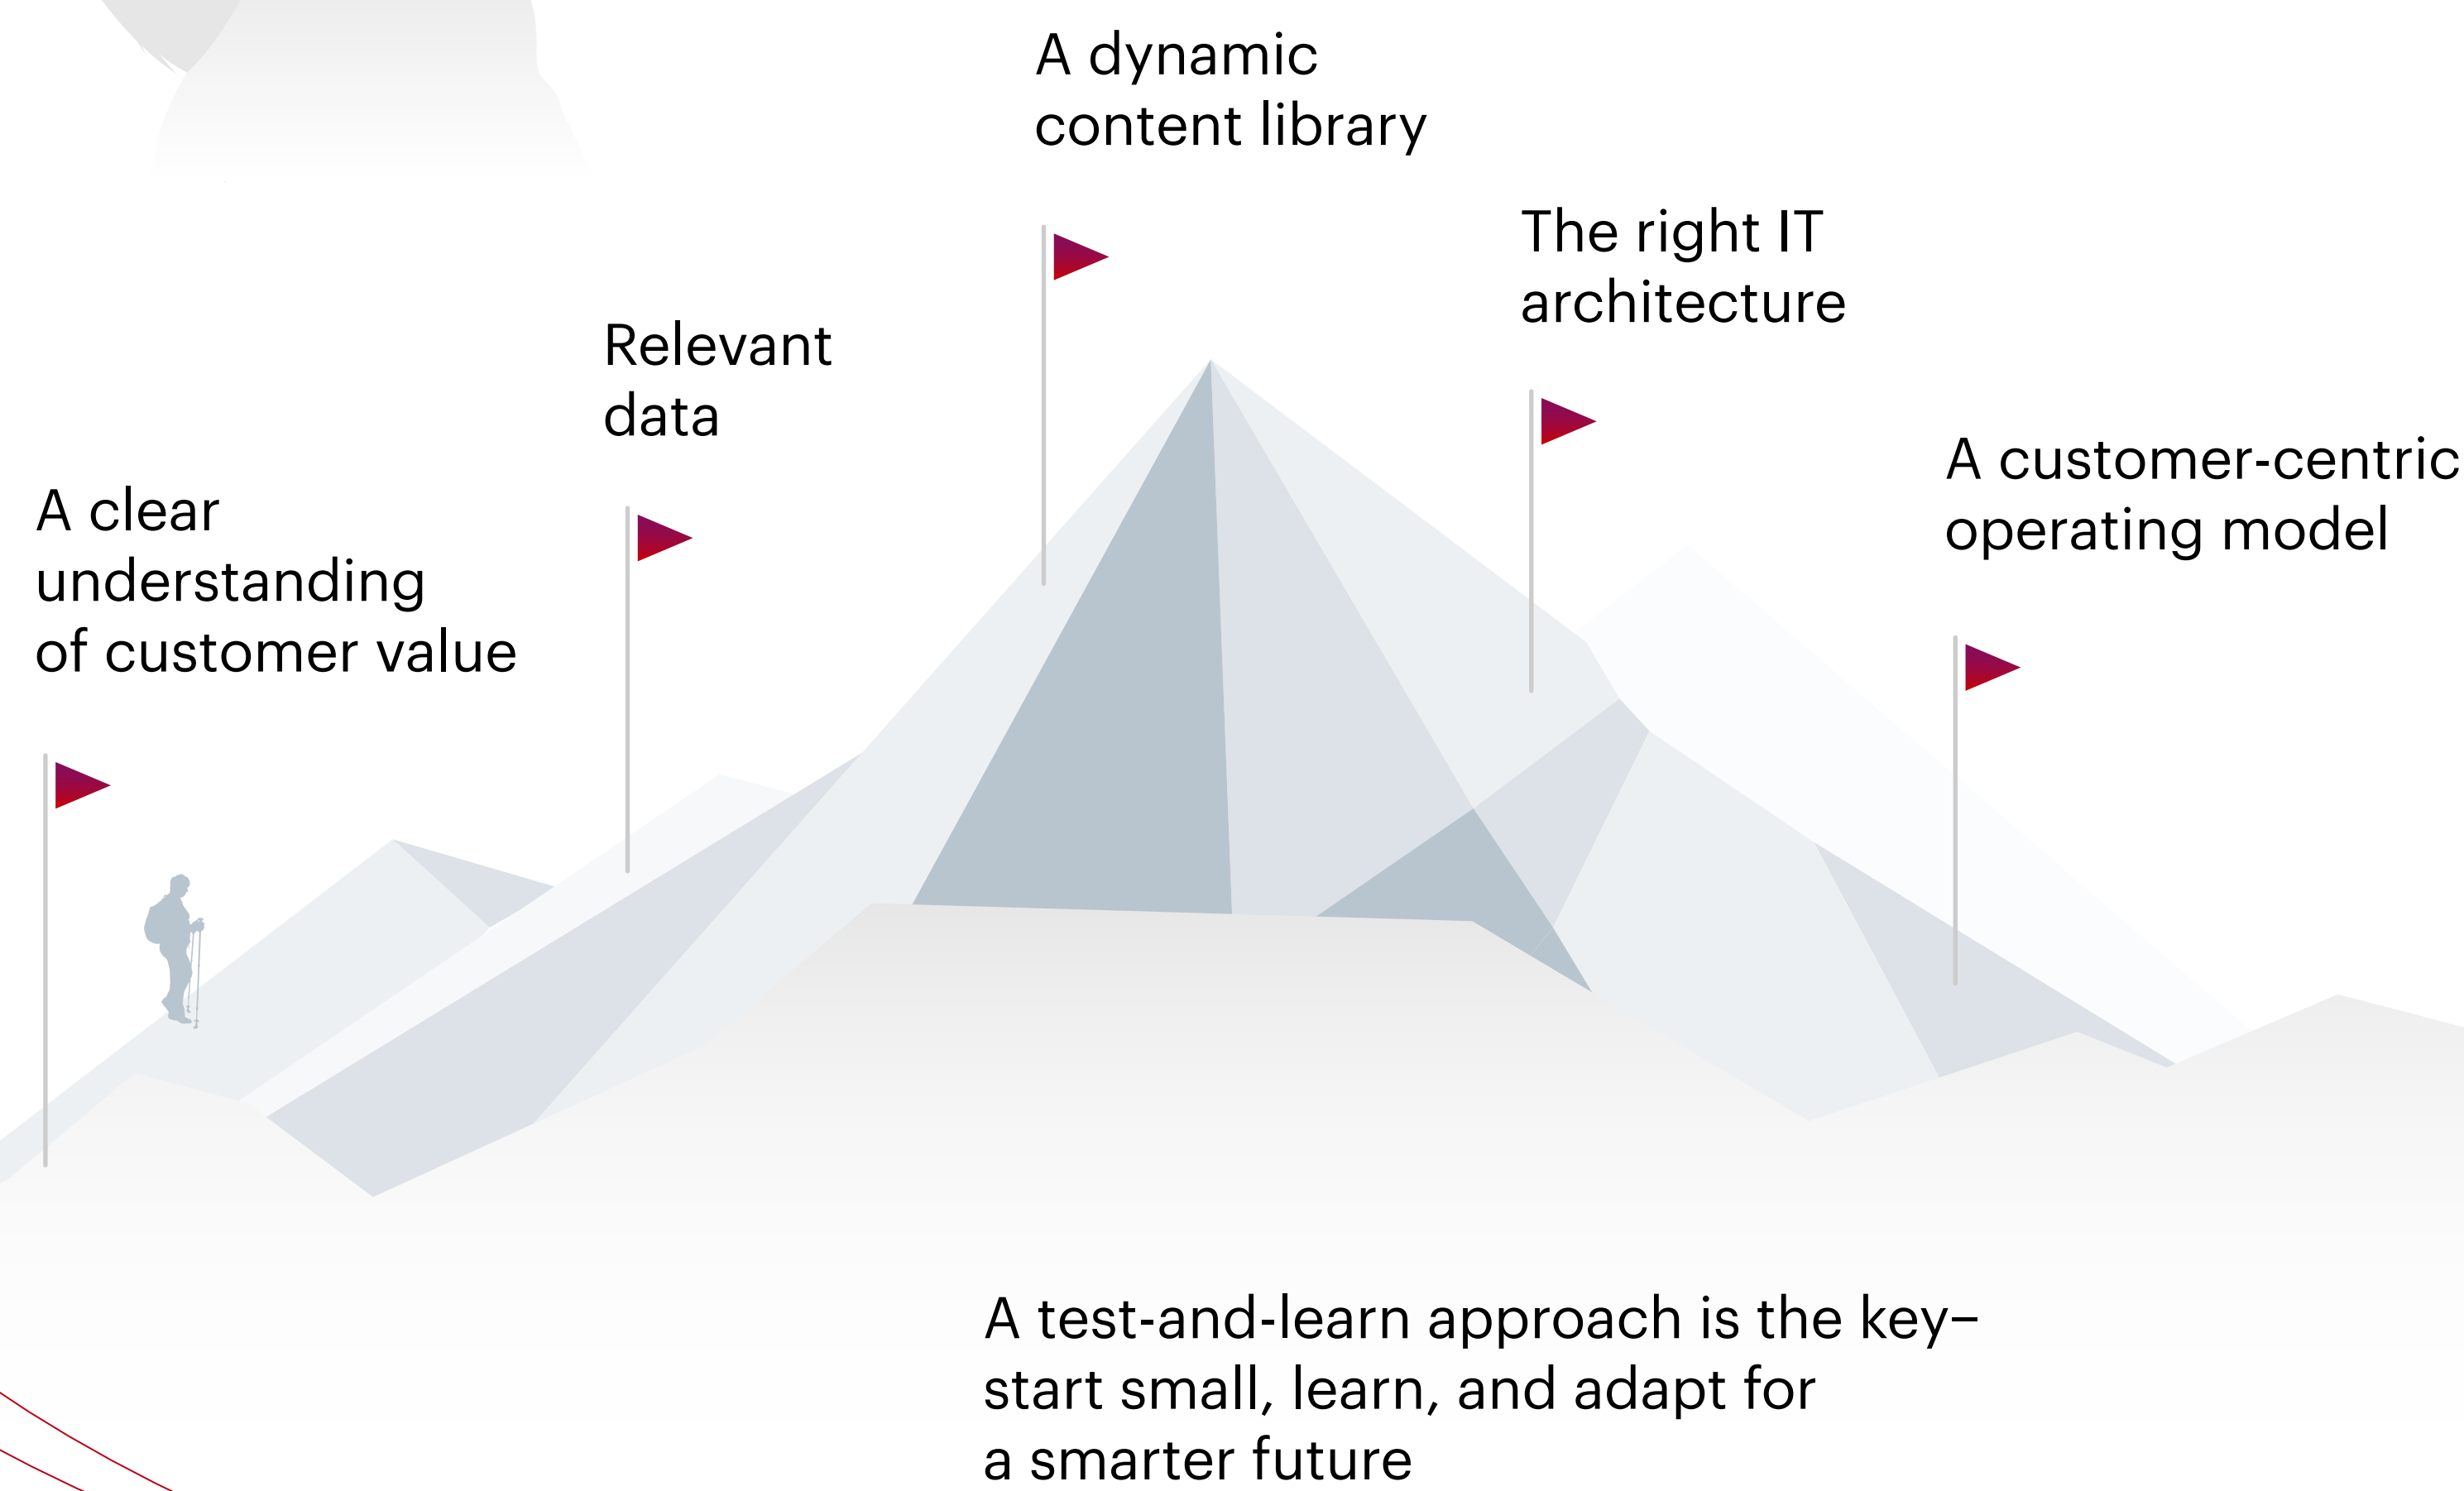 A clear
understanding
of customer value
Relevant
data
A dynamic
content library
The right IT
architecture
A customer-centric
operating model
A test-and-learn approach is the key–
start small, learn, and adapt for
a smarter future